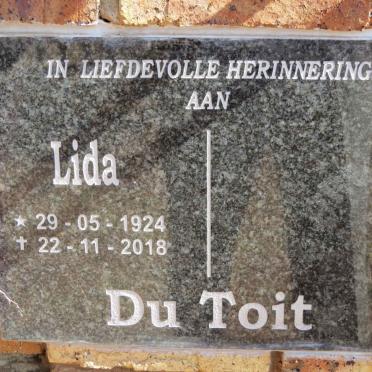 IN LIEFDEVOLLE HERINNERING
AAN
Lida
★ 29 - 05 - 1924
✝ 22 - 11 - 2018
Du Toit